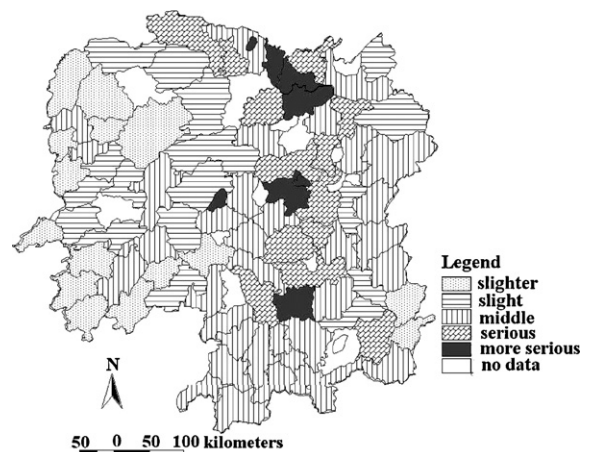 Legend
slighter
slight
middle
serious
more serious
no data
N
50 0 50 100 kilometers